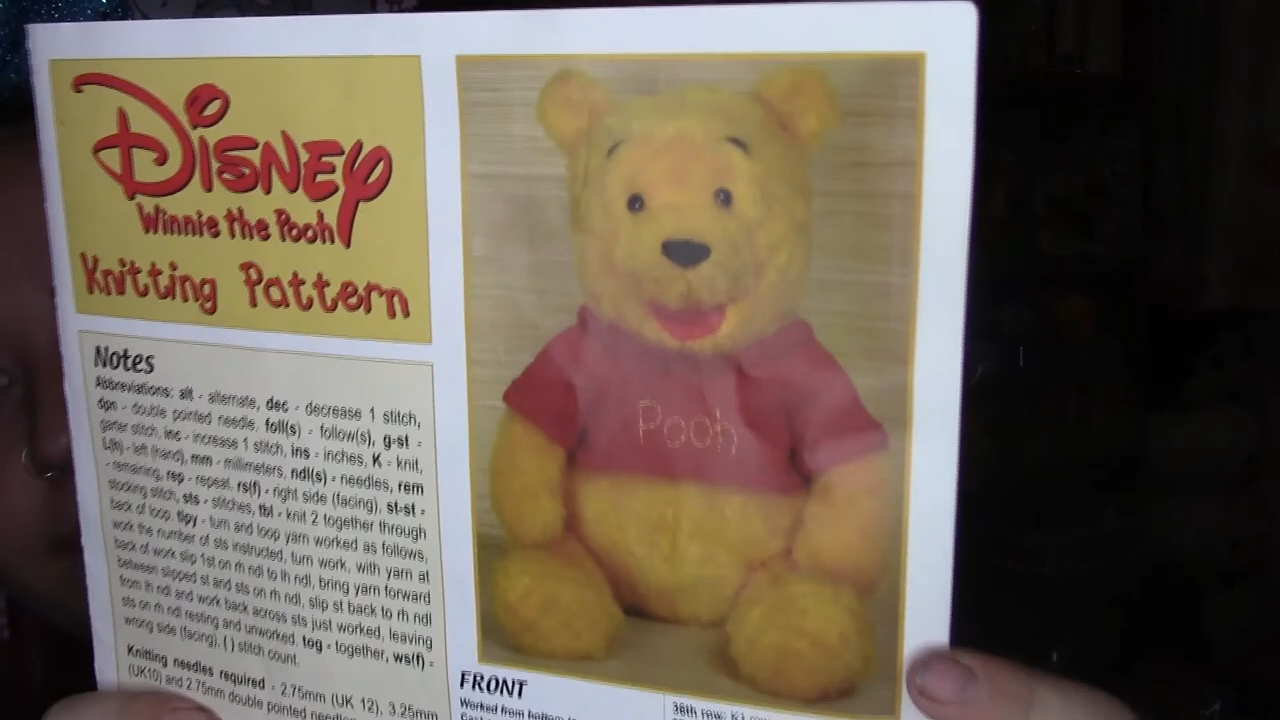 Disney
Winnie the Pooh
Knitting Pattern
Notes
Abbreviations: alt - alternate, dec - decrease 1 stitch,
dpn - double pointed needle, foll(s) - follow(s), g-st =
garter stitch, inc - increase 1 stitch, ins = inches, K = knit,
L(h) - left (hand), mm - millimeters, ndl(s) - needles, rem
- remaining, rep - repeat, rs(f) - right side (facing), st-st =
stocking stitch, sts - stitches, tbl - knit 2 together through
back of loop, tlpy - turn and loop yarn worked as follows,
work the number of sts instructed, turn work, with yarn at
back of work slip 1st on rh ndl to lh ndl, bring yarn forward
between slipped st and sts on rh ndl, slip st back to rh ndl
from lh ndl and work back across sts just worked, leaving
sts on rh ndl resting and unworked, tog = together, ws(f) =
wrong side (facing), ( ) stitch count.
Knitting needles required - 2.75mm (UK 12), 3.25mm
(UK10) and 2.75mm double pointed
Pooh
FRONT
Worked from bottom
36th row: K1